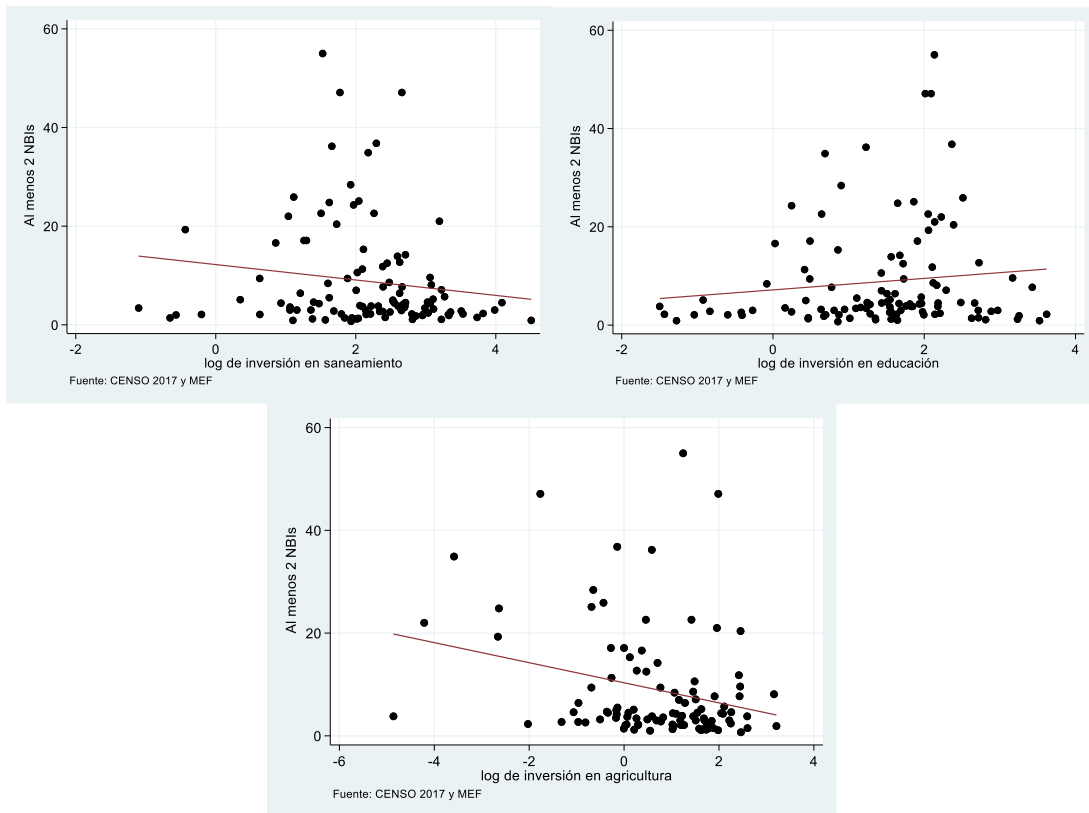 Al menos 2 NBIs
60
40
20
0
-2
0
2
4
log de inversión en saneamiento
Fuente: CENSO 2017 y MEF
Al menos 2 NBIs
60
40
20
0
-2
0
2
4
log de inversión en educación
Fuente: CENSO 2017 y MEF
Al menos 2 NBIs
60
40
20
0
-6
-4
-2
0
2
4
log de inversión en agricultura
Fuente: CENSO 2017 y MEF